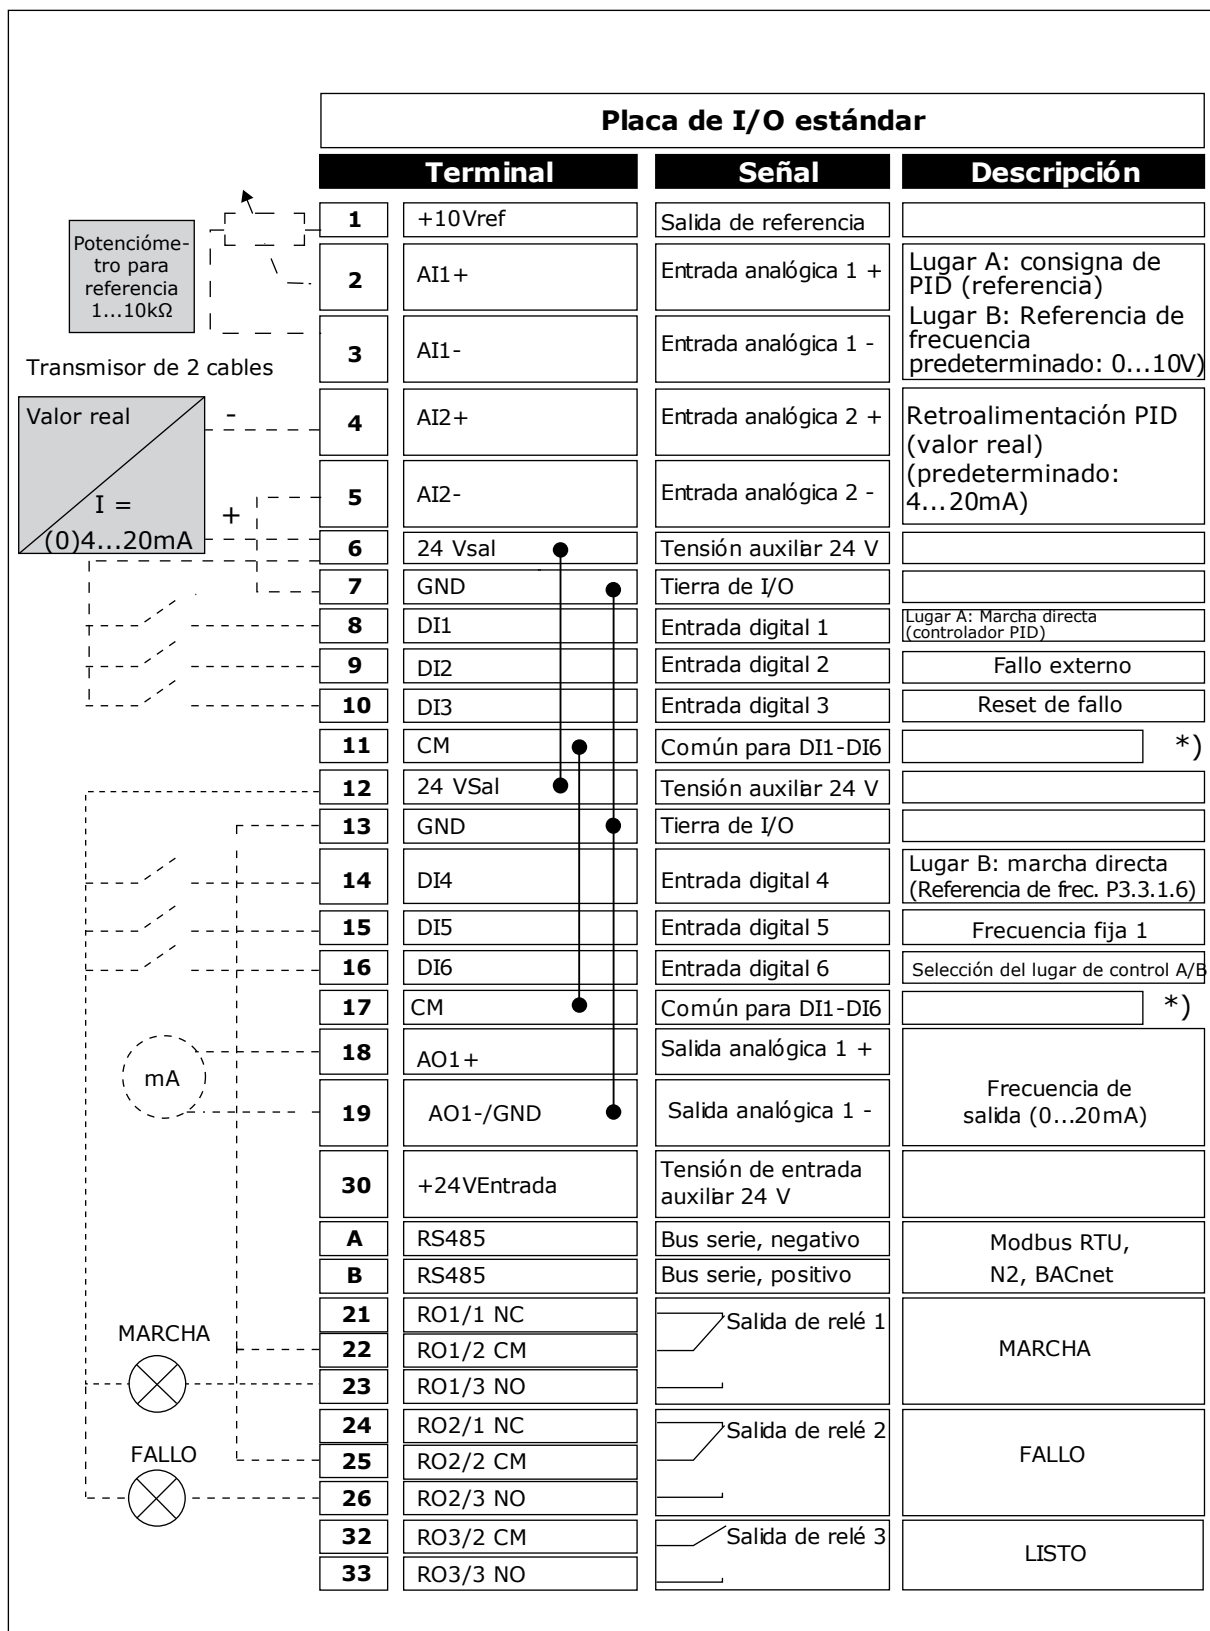 Placa de I/O estándar
Terminal Señal Descripción
1 +10Vref Salida de referencia
Potencióme-
tro para
referencia
1...10kΩ
2 AI1+ Entrada analógica 1 +
Lugar A: consigna de
PID (referencia)
Lugar B: Referencia de
frecuencia
predeterminado: 0...10V)
3 AI1- Entrada analógica 1 -
Transmisor de 2 cables
Valor real
-
I =
(0)4...20mA
+
4 AI2+ Entrada analógica 2 +
Retroalimentación PID
(valor real)
(predeterminado:
4...20mA)
5 AI2- Entrada analógica 2 -
6 24 Vsal Tensión auxiliar 24 V
7 GND Tierra de I/O
8 DI1 Entrada digital 1
Lugar A: Marcha directa
(controlador PID)
9 DI2 Entrada digital 2 Fallo externo
10 DI3 Entrada digital 3 Reset de fallo
11 CM Común para DI1-DI6 *)
12 24 VSal Tensión auxiliar 24 V
13 GND Tierra de I/O
14 DI4 Entrada digital 4
Lugar B: marcha directa
(Referencia de frec. P3.3.1.6)
15 DI5 Entrada digital 5 Frecuencia fija 1
16 DI6 Entrada digital 6 Selección del lugar de control A/B
17 CM Común para DI1-DI6 *)
mA
18 AO1+ Salida analógica 1 +
19 AO1-/GND Salida analógica 1 -
Frecuencia de
salida (0...20mA)
30 +24VEntrada
Tensión de entrada
auxiliar 24 V
A RS485 Bus serie, negativo
B RS485 Bus serie, positivo
Modbus RTU,
N2, BACnet
MARCHA
21 RO1/1 NC Salida de relé 1
22 RO1/2 CM MARCHA
23 RO1/3 NO
FALLO
24 RO2/1 NC Salida de relé 2
25 RO2/2 CM FALLO
26 RO2/3 NO
32 RO3/2 CM Salida de relé 3
33 RO3/3 NO
LISTO